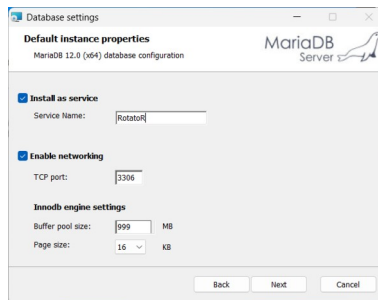 Database settings
Default instance properties
MariaDB 12.0 (x64) database configuration
MariaDB
Server
Install as service
Service Name: RotatoR
Enable networking
TCP port: 3306
Innodb engine settings
Buffer pool size: 999 MB
Page size: 16 KB
Back Next Cancel